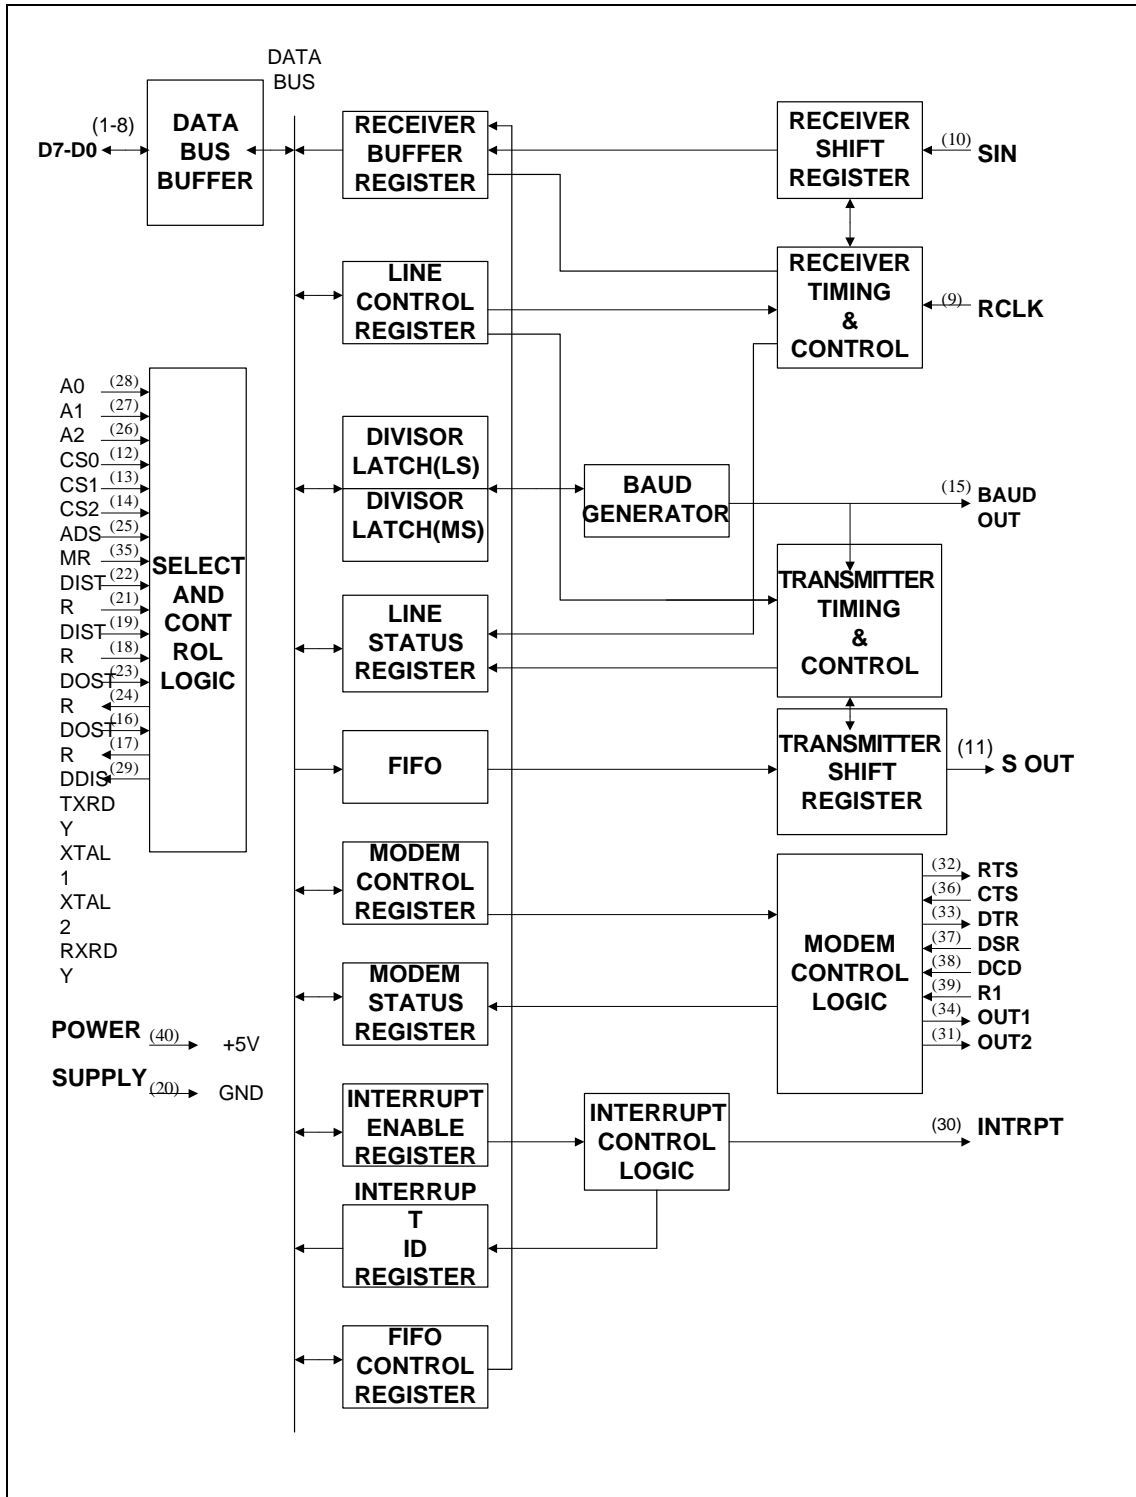 DATA
BUS
(1-8)
D7-D0
DATA
BUS
BUFFER
RECEIVER
BUFFER
REGISTER
RECEIVER
SHIFT
REGISTER
(10)
SIN
LINE
CONTROL
REGISTER
RECEIVER
TIMING
&
CONTROL
(9)
RCLK
A0
A1
A2
CS0
CS1
CS2
ADS
MR
DIST
R
DIST
R
DOST
R
DOST
R
DDIS
TXRD
Y
XTAL
1
XTAL
2
RXRD
Y
(28)
(27)
(26)
(12)
(13)
(14)
(25)
(35)
(22)
(21)
(19)
(18)
(23)
(24)
(16)
(17)
(29)
SELECT
AND
CONT
ROL
LOGIC
DIVISOR
LATCH(LS)
DIVISOR
LATCH(MS)
BAUD
GENERATOR
(15)
BAUD
OUT
LINE
STATUS
REGISTER
TRANSMITTER
TIMING
&
CONTROL
FIFO
TRANSMITTER
SHIFT
REGISTER
(11)
S OUT
MODEM
CONTROL
REGISTER
MODEM
STATUS
REGISTER
MODEM
CONTROL
LOGIC
(32) RTS
(36) CTS
(33) DTR
(37) DSR
(38) DCD
(39) R1
(34) OUT1
(31) OUT2
POWER (40) +5V
SUPPLY (20) GND
INTERRUPT
ENABLE
REGISTER
INTERRUPT
CONTROL
LOGIC
(30) INTRPT
INTERRUP
T
ID
REGISTER
FIFO
CONTROL
REGISTER